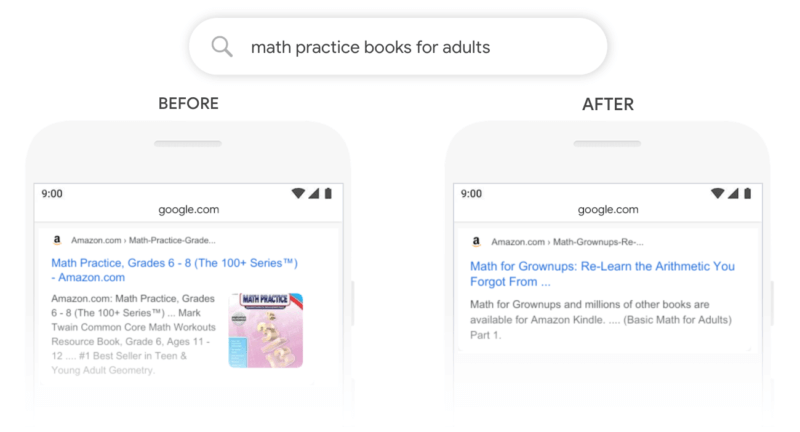 math practice books for adults
BEFORE
AFTER
9:00
google.com
a Amazon.com › Math-Practice-Grade...
Math Practice, Grades 6 - 8 (The 100+ Series™)
- Amazon.com
Amazon.com: Math Practice, Grades
6 - 8 (The 100+ Series™) ... Mark
Twain Common Core Math Workouts
Resource Book, Grade 6, Ages 11 -
12 .... #1 Best Seller in Teen &
Young Adult Geometry.
MATH PRACTICE
9:00
google.com
a Amazon.com › Math-Grownups-Re-...
Math for Grownups: Re-Learn the Arithmetic You
Forgot From ...
Math for Grownups and millions of other books are
available for Amazon Kindle. .... (Basic Math for Adults)
Part 1.